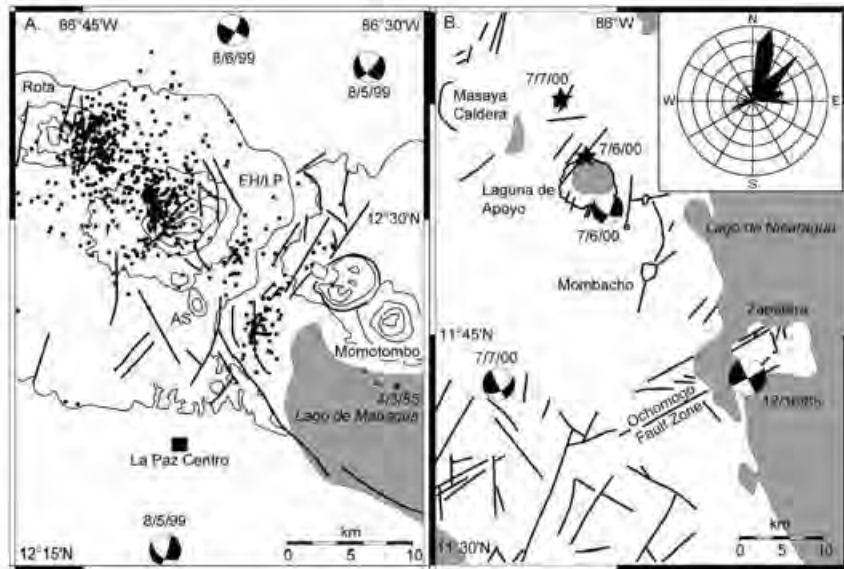 A.
86°45'W
86°30'W
8/6/99
8/5/99
Rota
EH/LP
12°30'N
AS
Momotombo
4/3/85
Lago de Managua
La Paz Centro
8/5/99
km
0 5 10
12°15'N
B.
86°W
N
W
E
S
7/7/00
Masaya
Caldera
7/6/00
Laguna de
Apoyo
7/6/00
Lago de Nicaragua
Mombacho
Zapatera
11°45'N
7/7/00
Ochomogo
Fault Zone
km
0 5 10
11°30'N